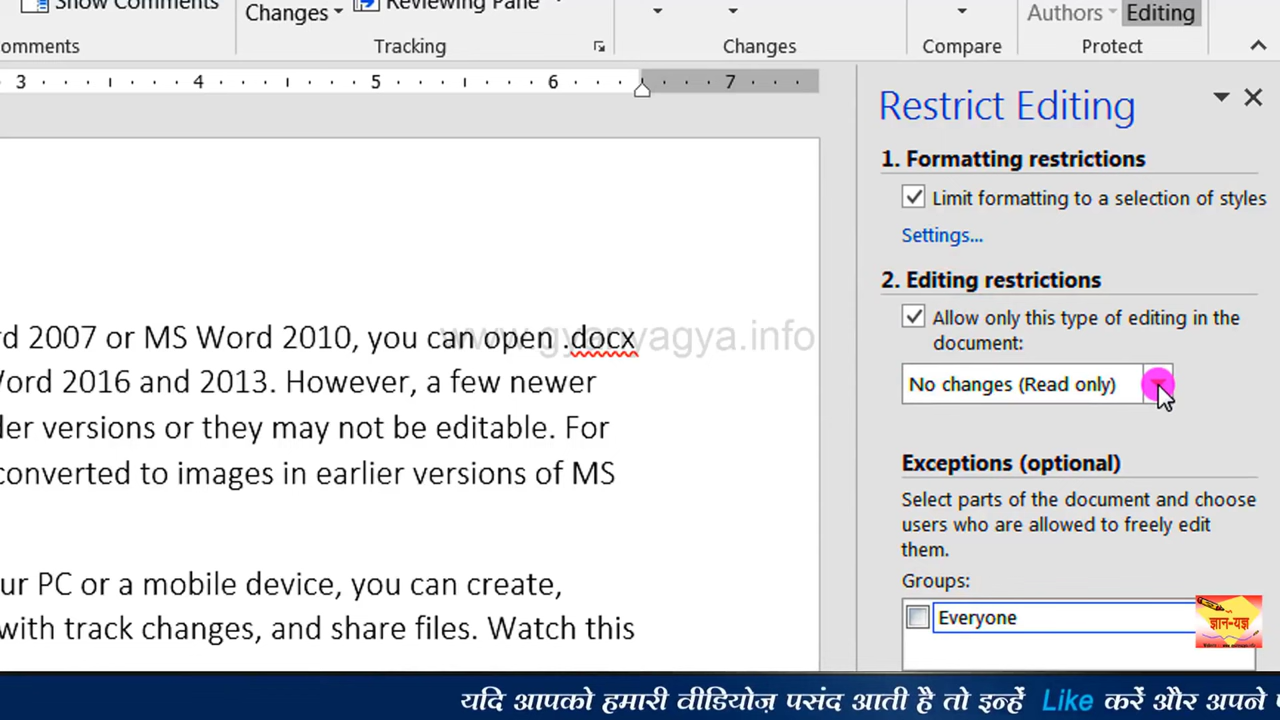 Show Comments
Changes
Reviewing Pane
Authors
Editing
omments
Tracking
Changes
Compare
Protect
3 4 5 6 7
Restrict Editing
1. Formatting restrictions
Limit formatting to a selection of styles
Settings...
2. Editing restrictions
Allow only this type of editing in the
document:
No changes (Read only)
Exceptions (optional)
Select parts of the document and choose
users who are allowed to freely edit
them.
Groups:
Everyone
rd 2007 or MS Word 2010, you can open .docx
www.gyanyagya.info
Word 2016 and 2013. However, a few newer
ler versions or they may not be editable. For
converted to images in earlier versions of MS
ur PC or a mobile device, you can create,
with track changes, and share files. Watch this
ज्ञान-यज्ञ
यदि आपको हमारी वीडियोज़ पसंद आती है तो इन्हें Like करें और अपने